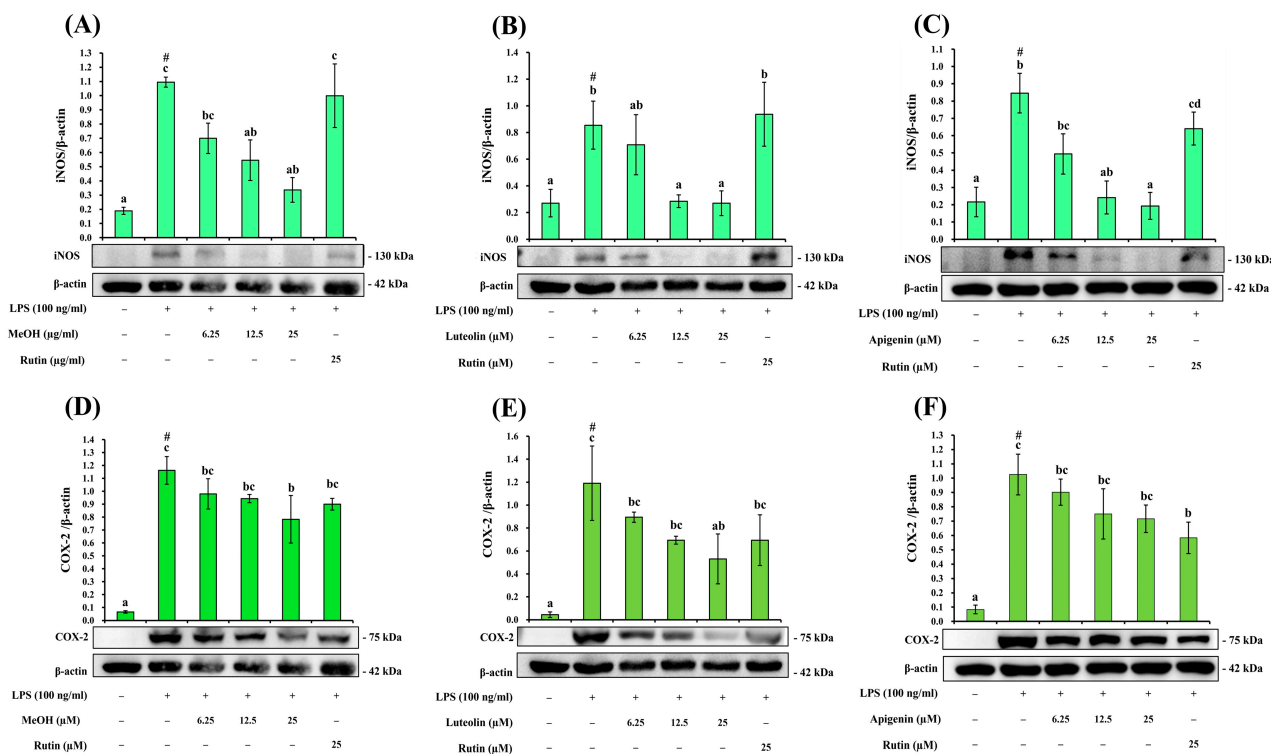 (A)
iNOS/β-actin
1.3
1.2
1.1
1.0
0.9
0.8
0.7
0.6
0.5
0.4
0.3
0.2
0.1
0.0
a
#
c
bc
ab
ab
c
iNOS
- 130 kDa
β-actin
- 42 kDa
LPS (100 ng/ml) – + + + + +
MeOH (µg/ml) – – 6.25 12.5 25 –
Rutin (µg/ml) – – – – – 25
(B)
iNOS/β-actin
1.4
1.2
1.0
0.8
0.6
0.4
0.2
0.0
a
#
b
ab
a
a
b
iNOS
- 130 kDa
β-actin
- 42 kDa
LPS (100 ng/ml) – + + + + +
Luteolin (µM) – – 6.25 12.5 25 –
Rutin (µM) – – – – – 25
(C)
iNOS/β-actin
1.1
1.0
0.9
0.8
0.7
0.6
0.5
0.4
0.3
0.2
0.1
0.0
a
#
b
bc
ab
a
cd
iNOS
- 130 kDa
β-actin
- 42 kDa
LPS (100 ng/ml) – + + + + +
Apigenin (µM) – – 6.25 12.5 25 –
Rutin (µM) – – – – – 25
(D)
COX-2 /β-actin
1.4
1.3
1.2
1.1
1.0
0.9
0.8
0.7
0.6
0.5
0.4
0.3
0.2
0.1
0.0
a
#
c
bc
bc
b
bc
COX-2
- 75 kDa
β-actin
- 42 kDa
LPS (100 ng/ml) – + + + + +
MeOH (µM) – – 6.25 12.5 25 –
Rutin (µM) – – – – – 25
(E)
COX-2 /β-actin
1.6
1.4
1.2
1.0
0.8
0.6
0.4
0.2
0.0
a
#
c
bc
bc
ab
bc
COX-2
- 75 kDa
β-actin
- 42 kDa
LPS (100 ng/ml) – + + + + +
Luteolin (µM) – – 6.25 12.5 25 –
Rutin (µM) – – – – – 25
(F)
COX-2 /β-actin
1.3
1.2
1.1
1.0
0.9
0.8
0.7
0.6
0.5
0.4
0.3
0.2
0.1
0.0
a
#
c
bc
bc
bc
b
COX-2
- 75 kDa
β-actin
- 42 kDa
LPS (100 ng/ml) – + + + + +
Apigenin (µM) – – 6.25 12.5 25 –
Rutin (µM) – – – – – 25